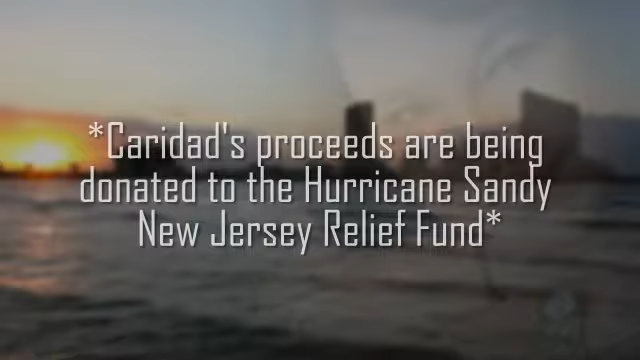 *Caridad's proceeds are being
donated to the Hurricane Sandy
New Jersey Relief Fund*